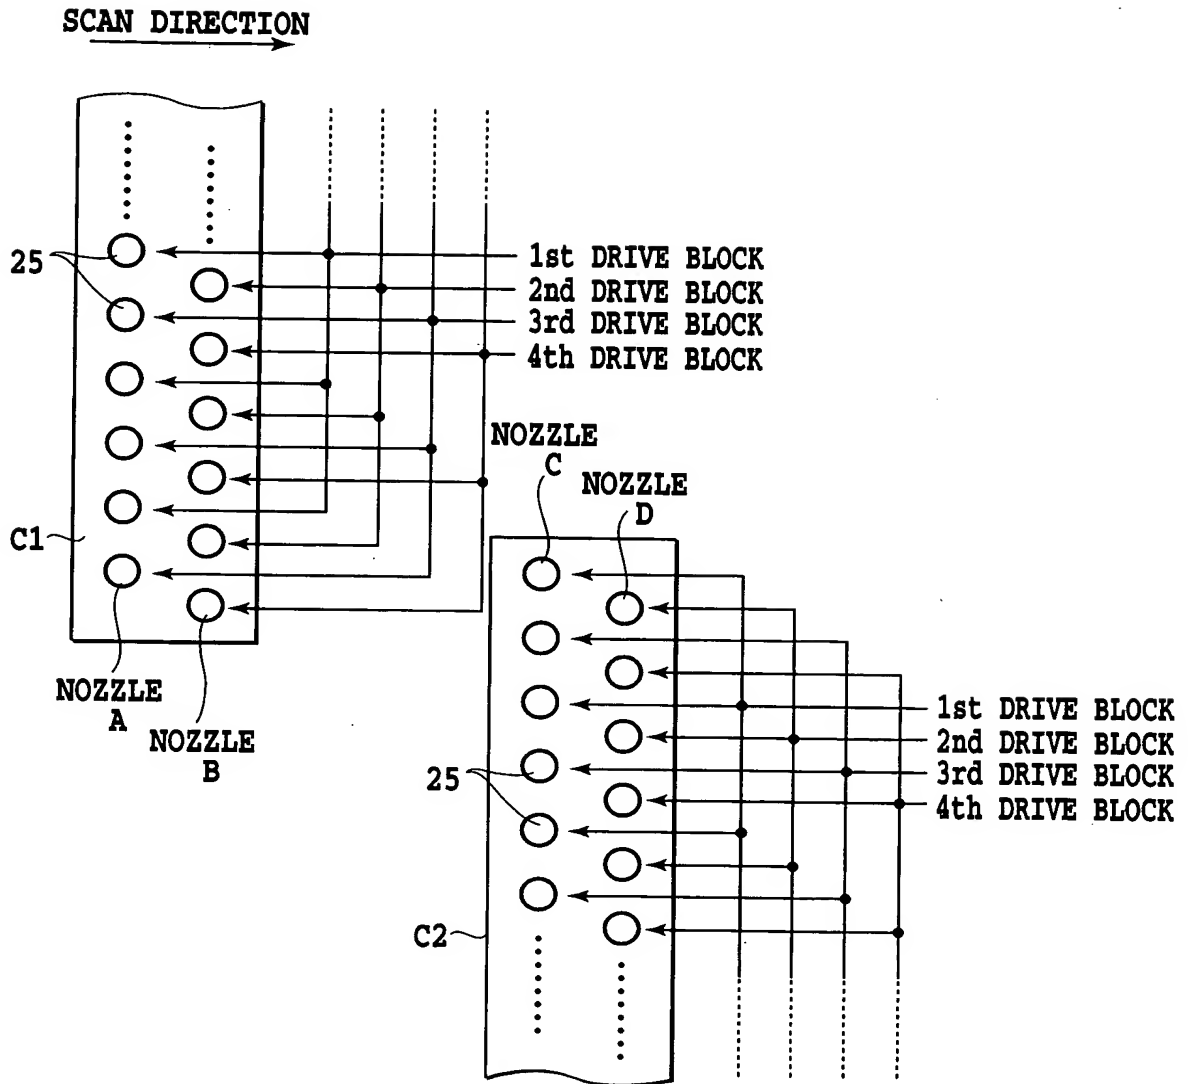 SCAN DIRECTION
25
1st DRIVE BLOCK
2nd DRIVE BLOCK
3rd DRIVE BLOCK
4th DRIVE BLOCK
NOZZLE
C
NOZZLE
D
C1
NOZZLE
A
NOZZLE
B
1st DRIVE BLOCK
2nd DRIVE BLOCK
3rd DRIVE BLOCK
4th DRIVE BLOCK
25
C2